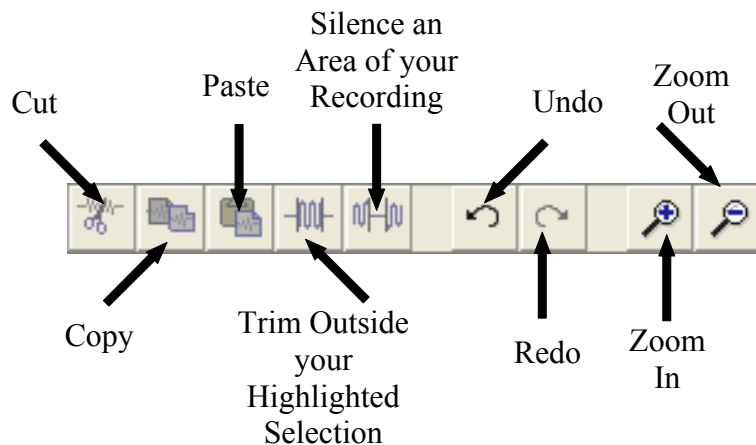 Silence an
Area of your
Recording
Cut
Paste
Undo
Zoom
Out
Copy
Trim Outside
your
Highlighted
Selection
Redo
Zoom
In